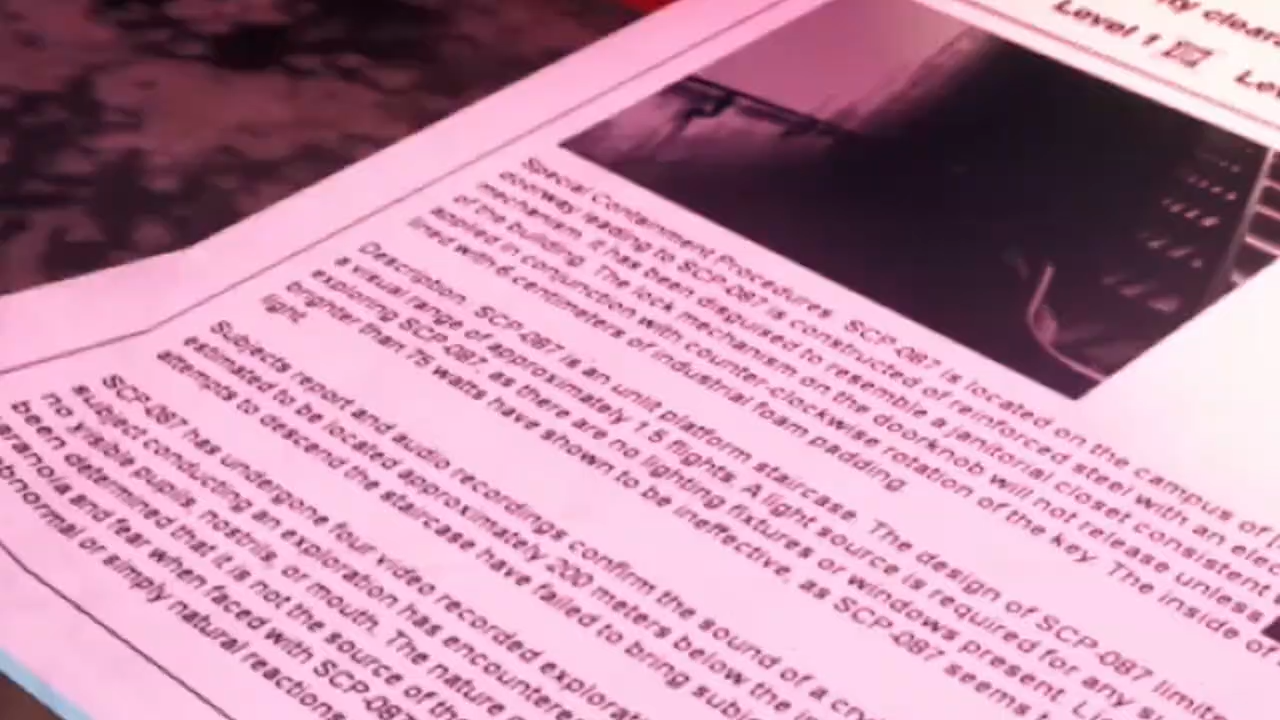 Level 1
Special Containment Procedures: SCP-087 is located on the campus of
doorway leading to SCP-087 is constructed of reinforced steel with an
mechanism. It has been disguised to resemble a janitorial closet consistent
of the building. The lock mechanism on the doorknob will not release unless
applied in conjunction with counter-clockwise rotation of the key. The inside of
lined with 6 centimeters of industrial foam padding.
Description: SCP-087 is an unlit platform staircase. The design of SCP-087
a visual range of approximately 1.5 flights. A light source is required for any
exploring SCP-087, as there are no lighting fixtures or windows present.
brighter than 75 watts have shown to be ineffective, as SCP-087 seems
light.
Subjects report and audio recordings confirm the sound of a
estimated to be located approximately 200 meters below the
attempts to descend the staircase have failed to bring
SCP-087 has undergone four video recorded
subject conducting an exploration has
no visible pupils, nostrils, or mouth. The nature
been determined that it is not the source of
and fear when faced with SCP-087
or simply natural reactions